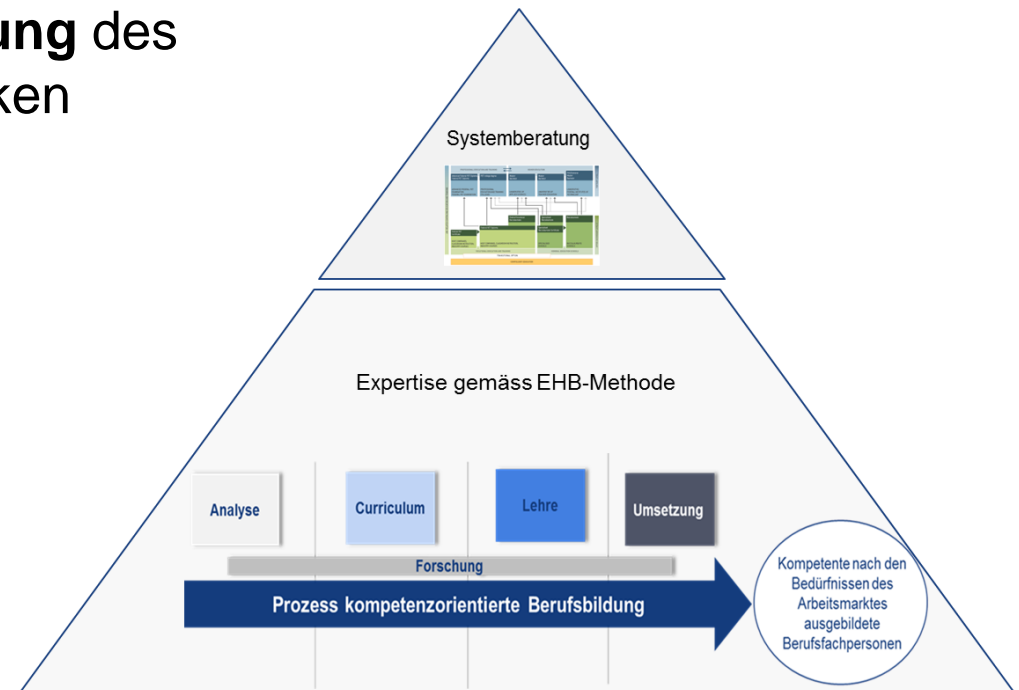 ung des
ken
Systemberatung
Expertise gemäss EHB-Methode
Analyse
Curriculum
Lehre
Umsetzung
Forschung
Prozess kompetenzorientierte Berufsbildung
Kompetente nach den
Bedürfnissen des
Arbeitsmarktes
ausgebildete
Berufsfachpersonen